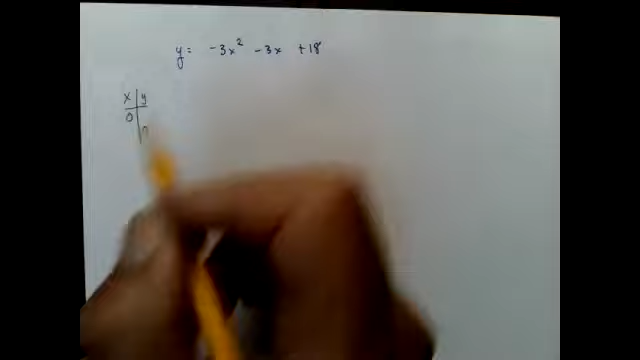 y = -3x² - 3x + 18
x y
0